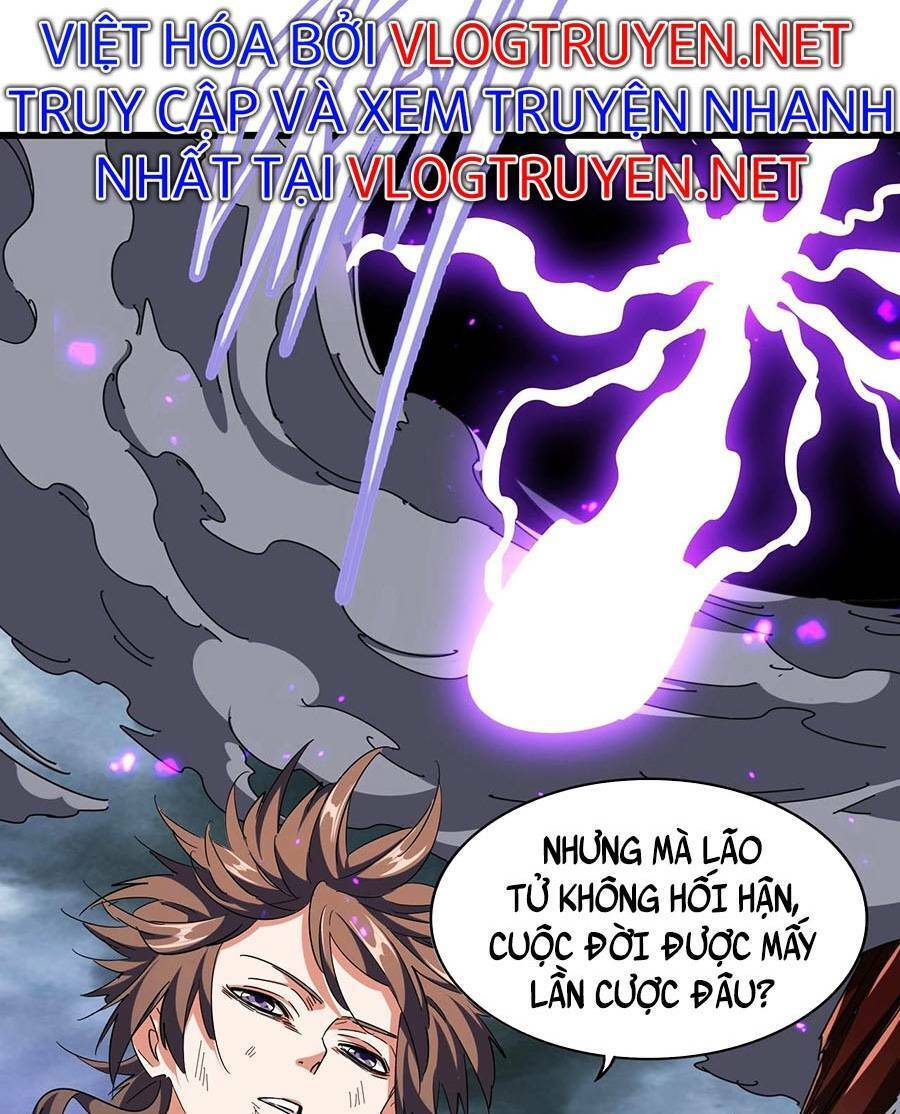 VIỆT HÓA BỞI VLOGTRUYEN.NET
TRUY CẬP VÀ XEM TRUYỆN NHANH
NHẤT TẠI VLOGTRUYEN.NET
NHƯNG MÀ LÃO
TỬ KHÔNG HỐI HẬN,
CUỘC ĐỜI ĐƯỢC MẤY
LẦN CƯỢC ĐÂU?